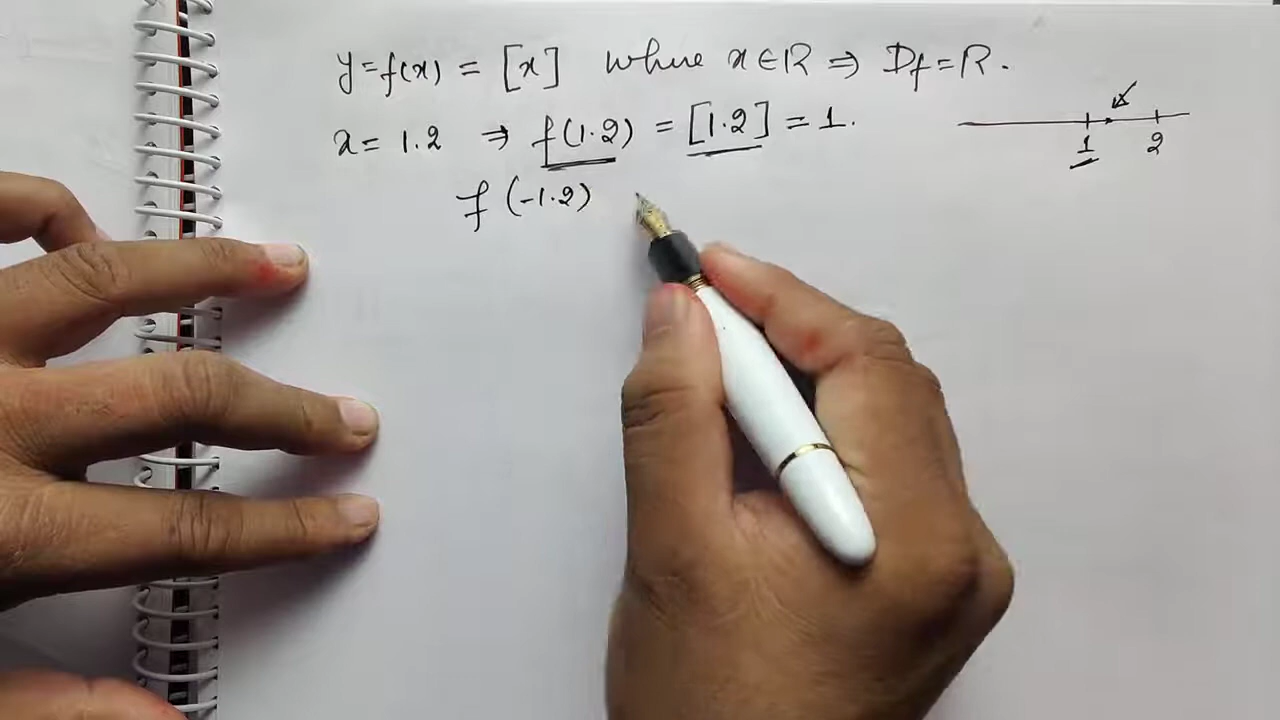 y = f(x) = [x] where x ∈ R ⇒ Df = R.
x = 1.2 ⇒ f(1.2) = [1.2] = 1.
1 2
f (-1.2)